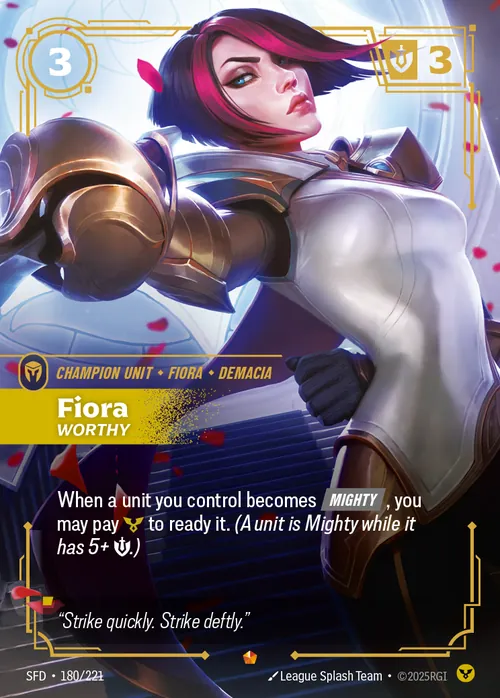 3
3
CHAMPION UNIT • FIORA • DEMACIA
Fiora
WORTHY
When a unit you control becomes MIGHTY, you
may pay to ready it. (A unit is Mighty while it
has 5+ .)
“Strike quickly. Strike deftly.”
SFD • 180/221
League Splash Team • ©2025RGI